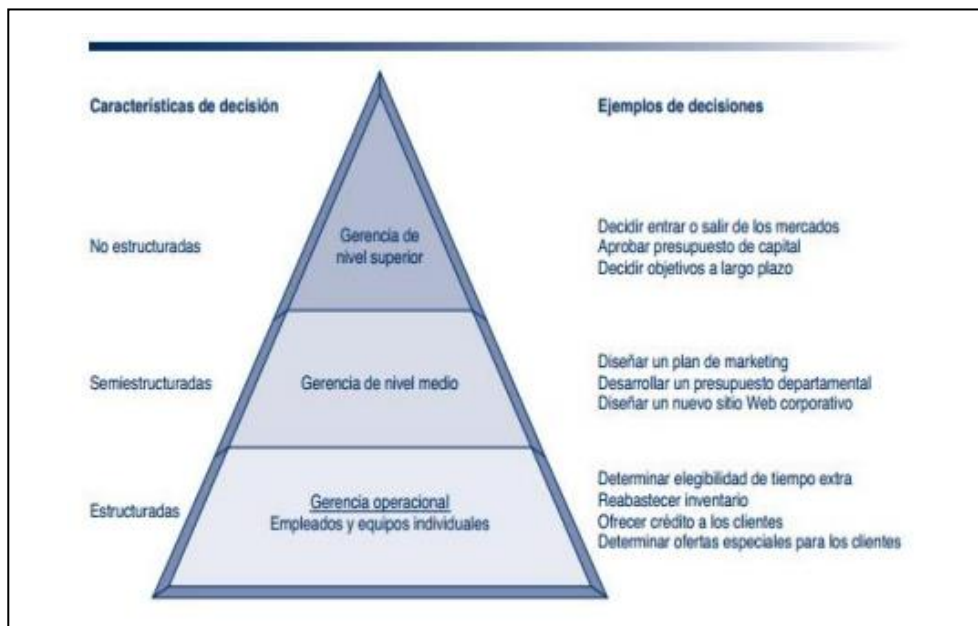 Características de decisión
Ejemplos de decisiones
No estructuradas
Gerencia de
nivel superior
Decidir entrar o salir de los mercados
Aprobar presupuesto de capital
Decidir objetivos a largo plazo
Semiestructuradas
Gerencia de nivel medio
Diseñar un plan de marketing
Desarrollar un presupuesto departamental
Diseñar un nuevo sitio Web corporativo
Estructuradas
Gerencia operacional
Empleados y equipos individuales
Determinar elegibilidad de tiempo extra
Reabastecer inventario
Ofrecer crédito a los clientes
Determinar ofertas especiales para los clientes